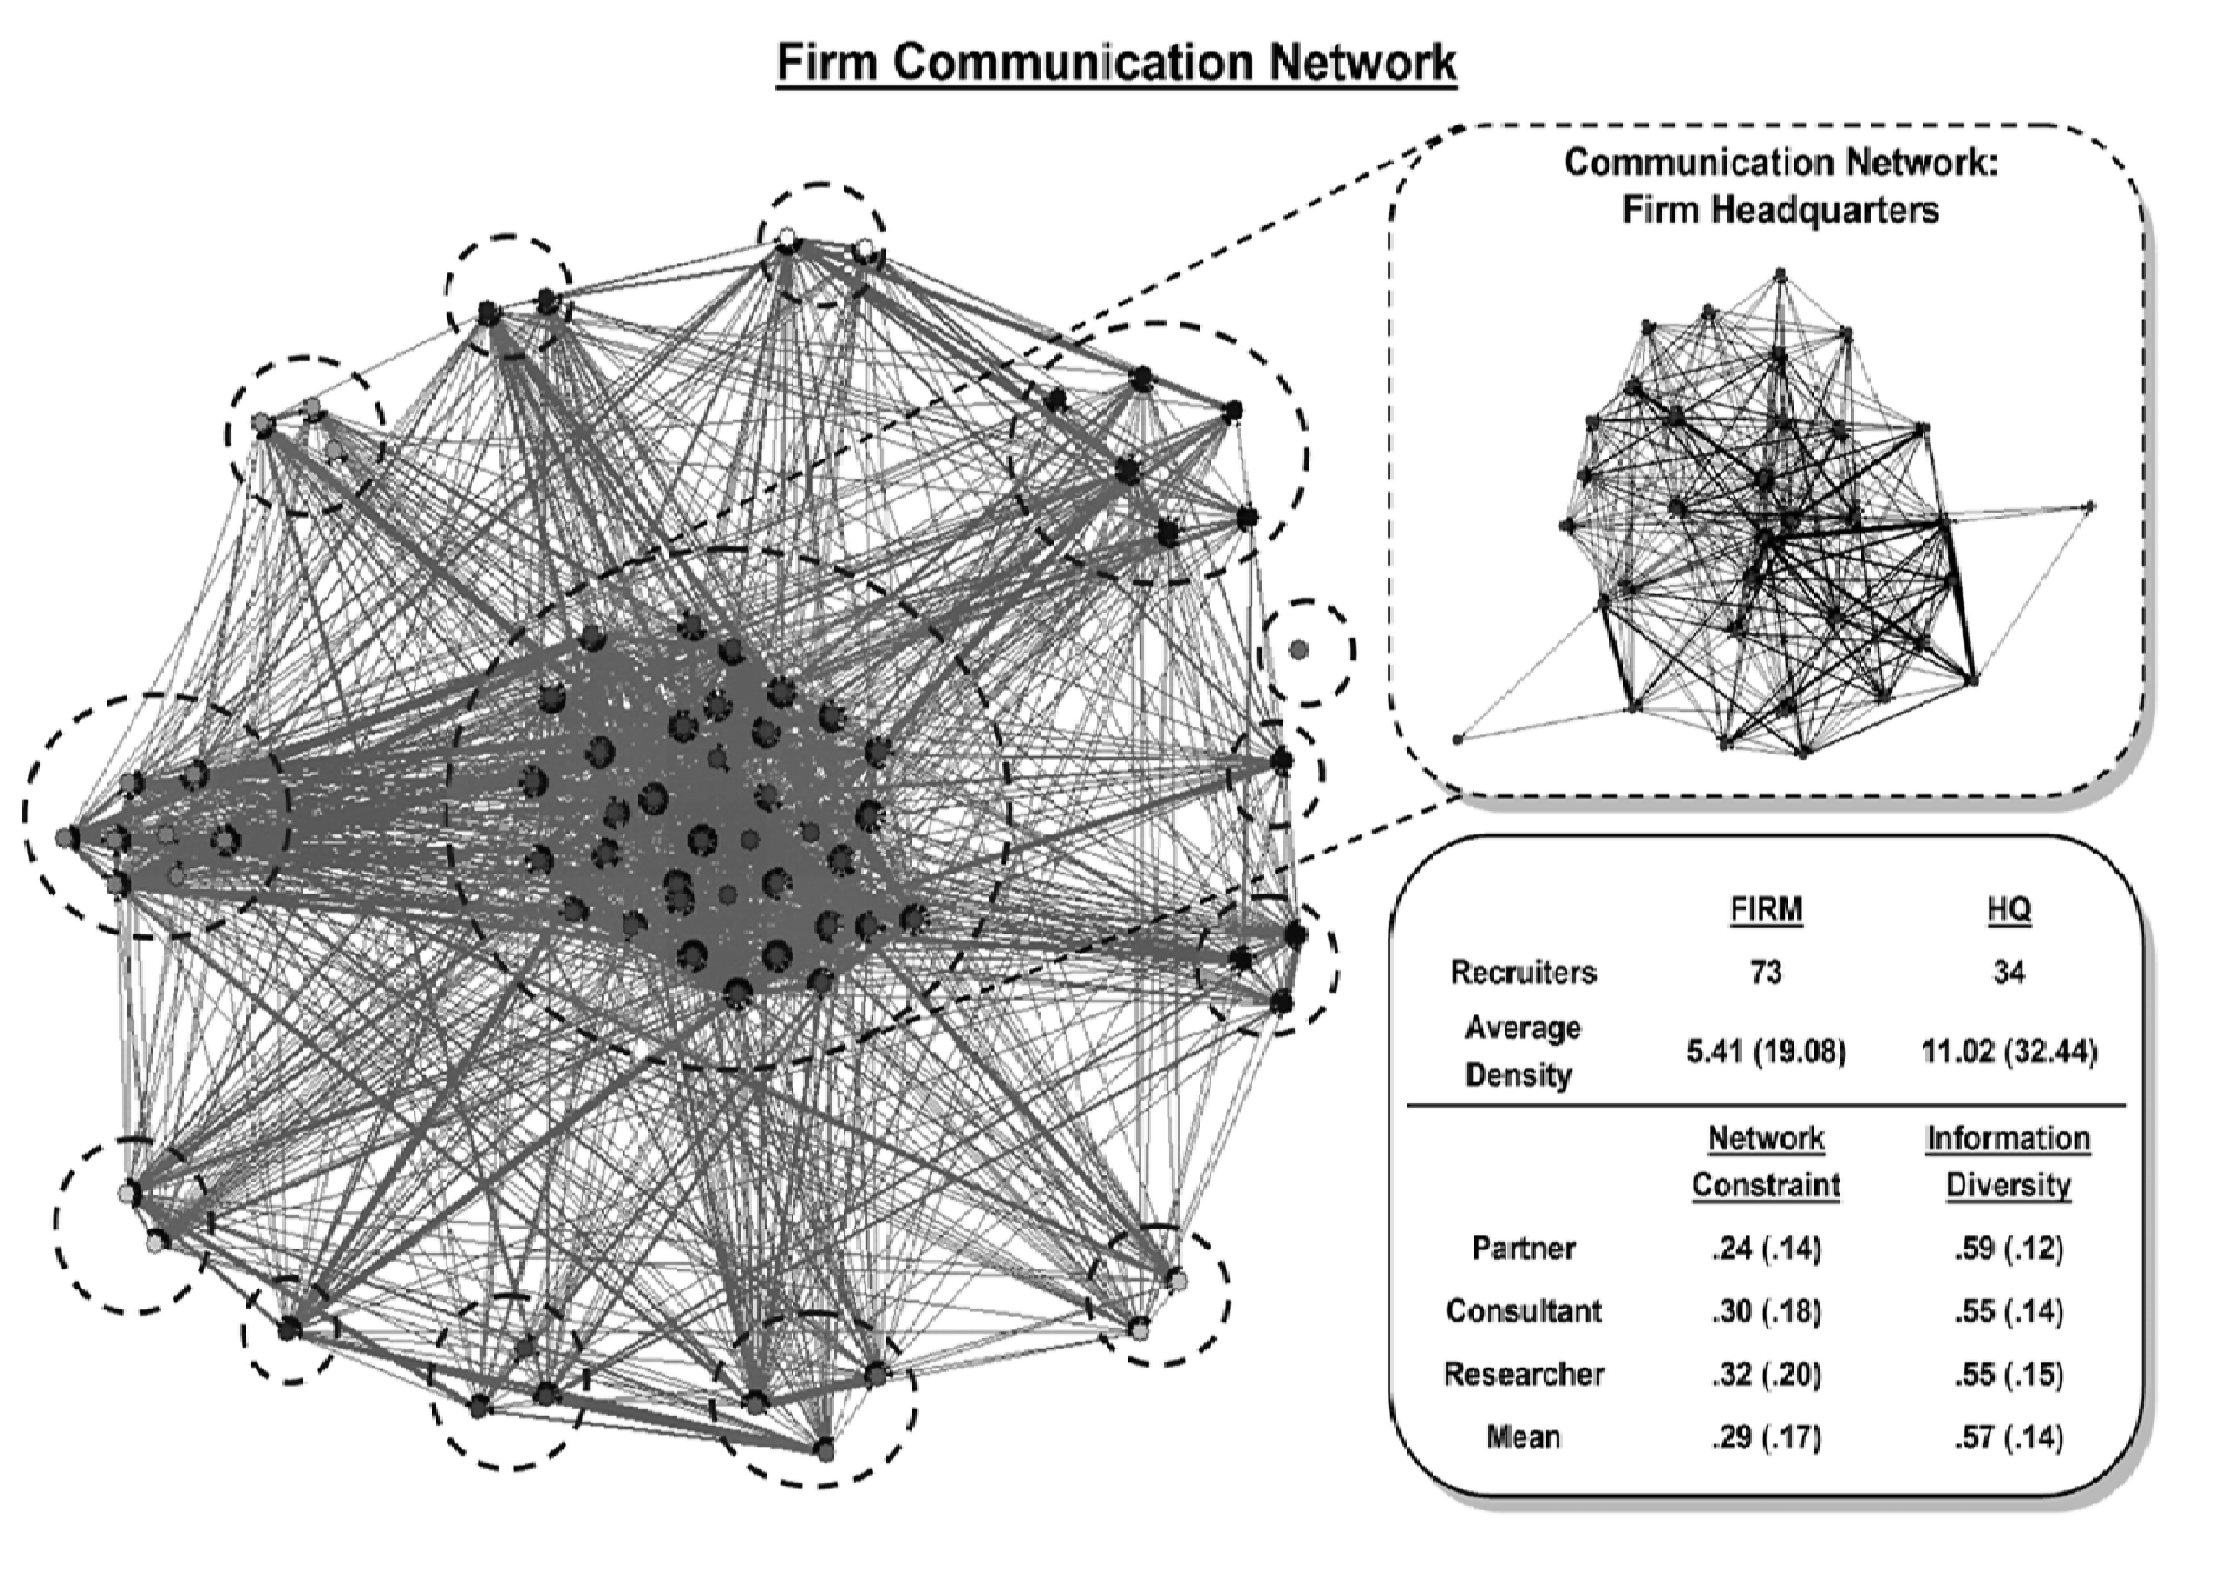 Firm Communication Network
Communication Network:
Firm Headquarters
FIRM HQ
Recruiters 73 34
Average
Density 5.41 (19.08) 11.02 (32.44)
Network Information
Constraint Diversity
Partner .24 (.14) .59 (.12)
Consultant .30 (.18) .55 (.14)
Researcher .32 (.20) .55 (.15)
Mean .29 (.17) .57 (.14)